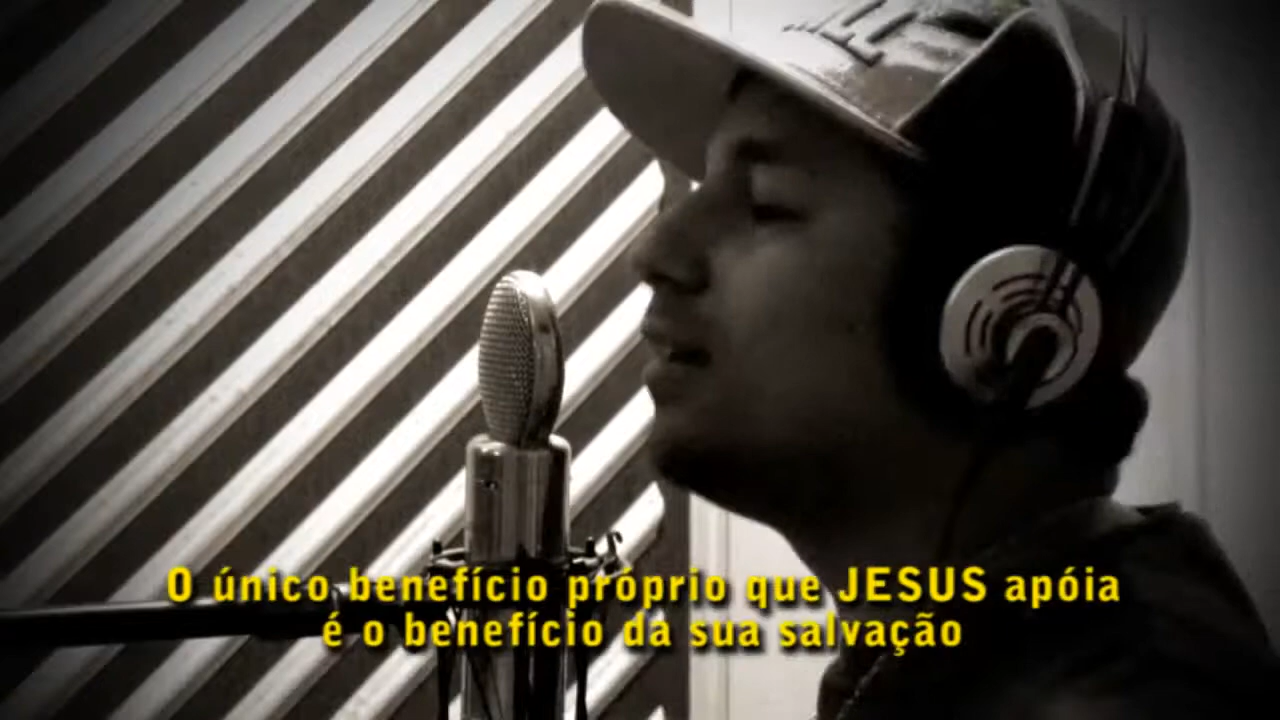 O único benefício próprio que JESUS apóia
é o benefício da sua salvação